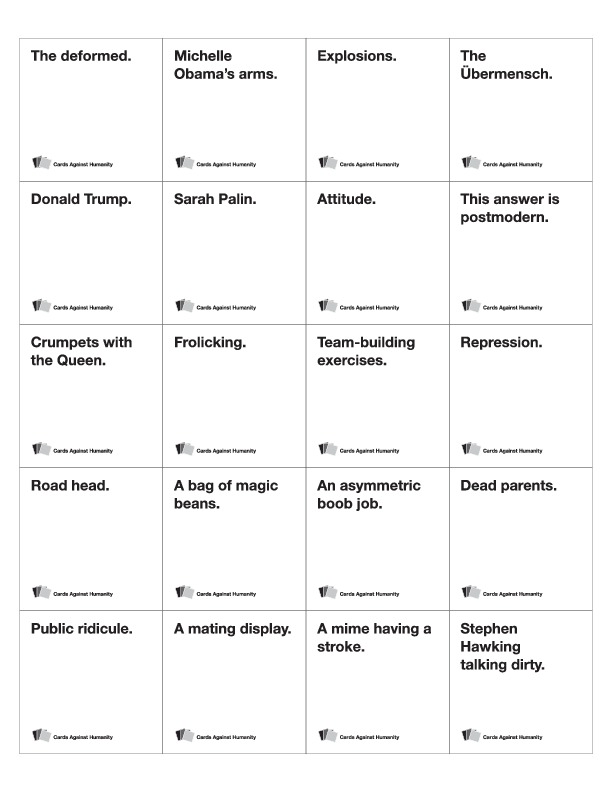 The deformed.
Michelle
Obama's arms.
Explosions.
The
Übermensch.
Cards Against Humanity
Cards Against Humanity
Cards Against Humanity
Cards Against Humanity
Donald Trump.
Sarah Palin.
Attitude.
This answer is
postmodern.
Cards Against Humanity
Cards Against Humanity
Cards Against Humanity
Cards Against Humanity
Crumpets with
the Queen.
Frolicking.
Team-building
exercises.
Repression.
Cards Against Humanity
Cards Against Humanity
Cards Against Humanity
Cards Against Humanity
Road head.
A bag of magic
beans.
An asymmetric
boob job.
Dead parents.
Cards Against Humanity
Cards Against Humanity
Cards Against Humanity
Cards Against Humanity
Public ridicule.
A mating display.
A mime having a
stroke.
Stephen
Hawking
talking dirty.
Cards Against Humanity
Cards Against Humanity
Cards Against Humanity
Cards Against Humanity